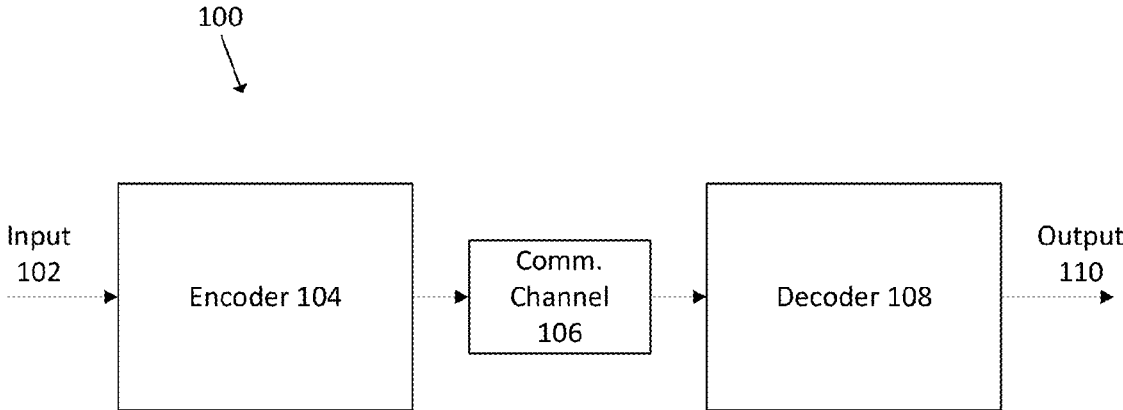 100
Input
102
Encoder 104
Comm.
Channel
106
Decoder 108
Output
110